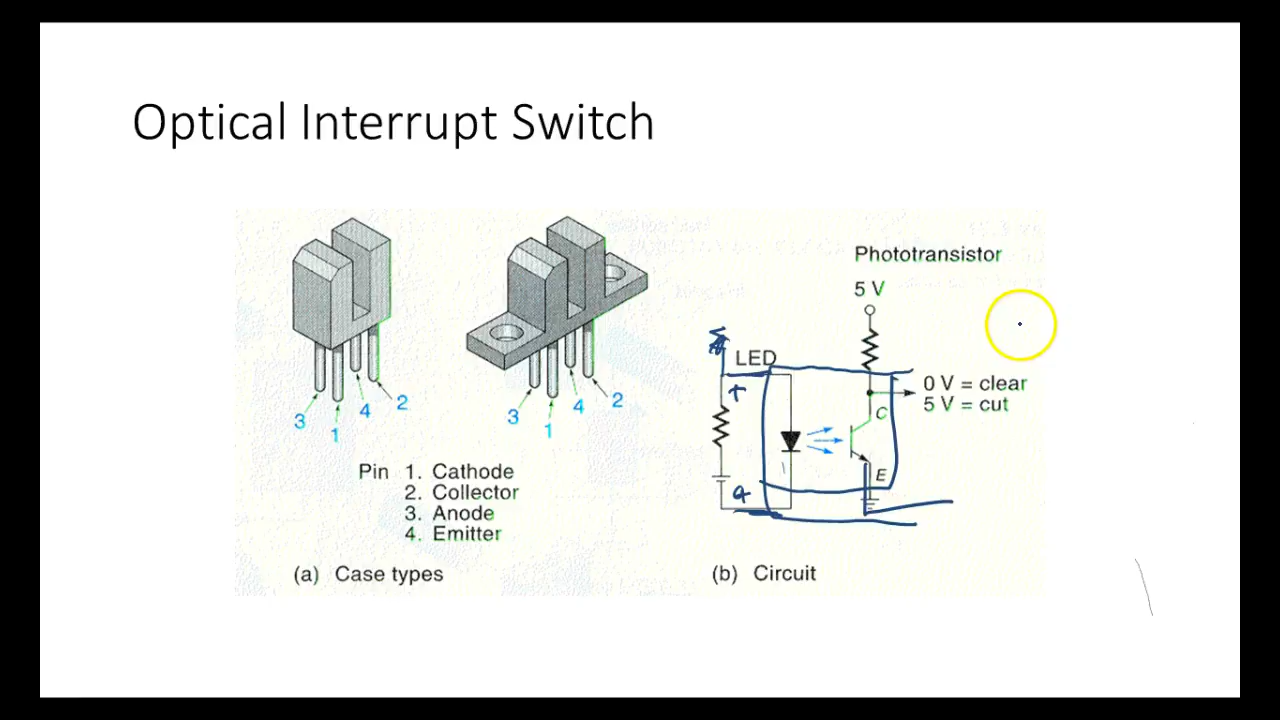 Optical Interrupt Switch
Phototransistor
5 V
LED
+
0 V = clear
5 V = cut
C
E
3
1
4
2
3
1
4
2
Pin 1. Cathode
2. Collector
3. Anode
4. Emitter
(a) Case types
(b) Circuit